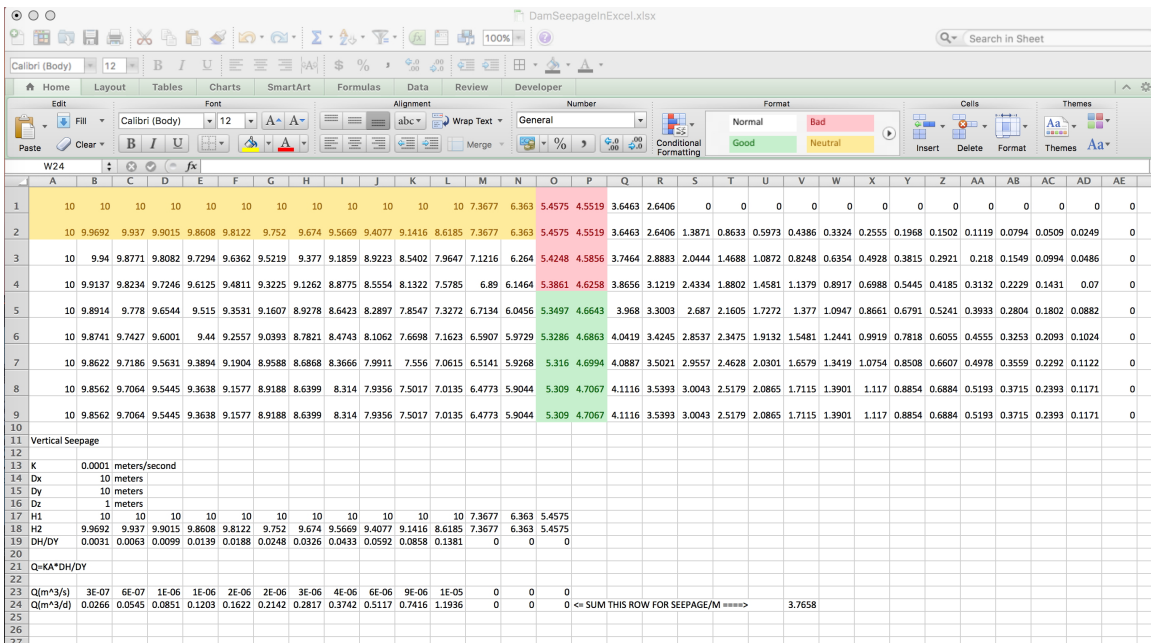 DamSeepageInExcel.xlsx
100%
Search in Sheet
Calibri (Body) 12 B I U $ %
Home Layout Tables Charts SmartArt Formulas Data Review Developer
Edit Font Alignment Number Format Cells Themes
Fill Calibri (Body) 12 A A abc Wrap Text General Normal Bad
Paste Clear B I U A Merge % Conditional Formatting Good Neutral Insert Delete Format Themes Aa
W24 fx
A B C D E F G H I J K L M N O P Q R S T U V W X Y Z AA AB AC AD AE
1 10 10 10 10 10 10 10 10 10 10 10 10 7.3677 6.363 5.4575 4.5519 3.6463 2.6406 0 0 0 0 0 0 0 0 0 0 0 0 0
2 10 9.9692 9.937 9.9015 9.8608 9.8122 9.752 9.674 9.5669 9.4077 9.1416 8.6185 7.3677 6.363 5.4575 4.5519 3.6463 2.6406 1.3871 0.8633 0.5973 0.4386 0.3324 0.2555 0.1968 0.1502 0.1119 0.0794 0.0509 0.0249 0
3 10 9.94 9.8771 9.8082 9.7294 9.6362 9.5219 9.377 9.1859 8.9223 8.5402 7.9647 7.1216 6.264 5.4248 4.5856 3.7464 2.8883 2.0444 1.4688 1.0872 0.8248 0.6354 0.4928 0.3815 0.2921 0.218 0.1549 0.0994 0.0486 0
4 10 9.9137 9.8234 9.7246 9.6125 9.4811 9.3225 9.1262 8.8775 8.5554 8.1322 7.5785 6.89 6.1464 5.3861 4.6258 3.8656 3.1219 2.4334 1.8802 1.4581 1.1379 0.8917 0.6988 0.5445 0.4185 0.3132 0.2229 0.1431 0.07 0
5 10 9.8914 9.778 9.6544 9.515 9.3531 9.1607 8.9278 8.6423 8.2897 7.8547 7.3272 6.7134 6.0456 5.3497 4.6643 3.968 3.3003 2.687 2.1605 1.7272 1.377 1.0947 0.8661 0.6791 0.5241 0.3933 0.2804 0.1802 0.0882 0
6 10 9.8741 9.7427 9.6001 9.44 9.2557 9.0393 8.7821 8.4743 8.1062 7.6698 7.1623 6.5907 5.9729 5.3286 4.6863 4.0419 3.4245 2.8537 2.3475 1.9132 1.5481 1.2441 0.9919 0.7818 0.6055 0.4555 0.3253 0.2093 0.1024 0
7 10 9.8622 9.7186 9.5631 9.3894 9.1904 8.9588 8.6868 8.3666 7.9911 7.556 7.0615 6.5141 5.9268 5.316 4.6994 4.0887 3.5021 2.9557 2.4628 2.0301 1.6579 1.3419 1.0754 0.8508 0.6607 0.4978 0.3559 0.2292 0.1122 0
8 10 9.8562 9.7064 9.5445 9.3638 9.1577 8.9188 8.6399 8.314 7.9356 7.5017 7.0135 6.4773 5.9044 5.309 4.7067 4.1116 3.5393 3.0043 2.5179 2.0865 1.7115 1.3901 1.117 0.8854 0.6884 0.5193 0.3715 0.2393 0.1171 0
9 10 9.8562 9.7064 9.5445 9.3638 9.1577 8.9188 8.6399 8.314 7.9356 7.5017 7.0135 6.4773 5.9044 5.309 4.7067 4.1116 3.5393 3.0043 2.5179 2.0865 1.7115 1.3901 1.117 0.8854 0.6884 0.5193 0.3715 0.2393 0.1171 0
10
11 Vertical Seepage
12
13 K 0.0001 meters/second
14 Dx 10 meters
15 Dy 10 meters
16 Dz 1 meters
17 H1 10 10 10 10 10 10 10 10 10 10 10 7.3677 6.363 5.4575
18 H2 9.9692 9.937 9.9015 9.8608 9.8122 9.752 9.674 9.5669 9.4077 9.1416 8.6185 7.3677 6.363 5.4575
19 DH/DY 0.0031 0.0063 0.0099 0.0139 0.0188 0.0248 0.0326 0.0433 0.0592 0.0858 0.1381 0 0 0
20
21 Q=KA*DH/DY
22
23 Q(m^3/s) 3E-07 6E-07 1E-06 1E-06 2E-06 2E-06 3E-06 4E-06 6E-06 9E-06 1E-05 0 0 0
24 Q(m^3/d) 0.0266 0.0545 0.0851 0.1203 0.1622 0.2142 0.2817 0.3742 0.5117 0.7416 1.1936 0 0 0 <= SUM THIS ROW FOR SEEPAGE/M ====> 3.7658
25
26
27